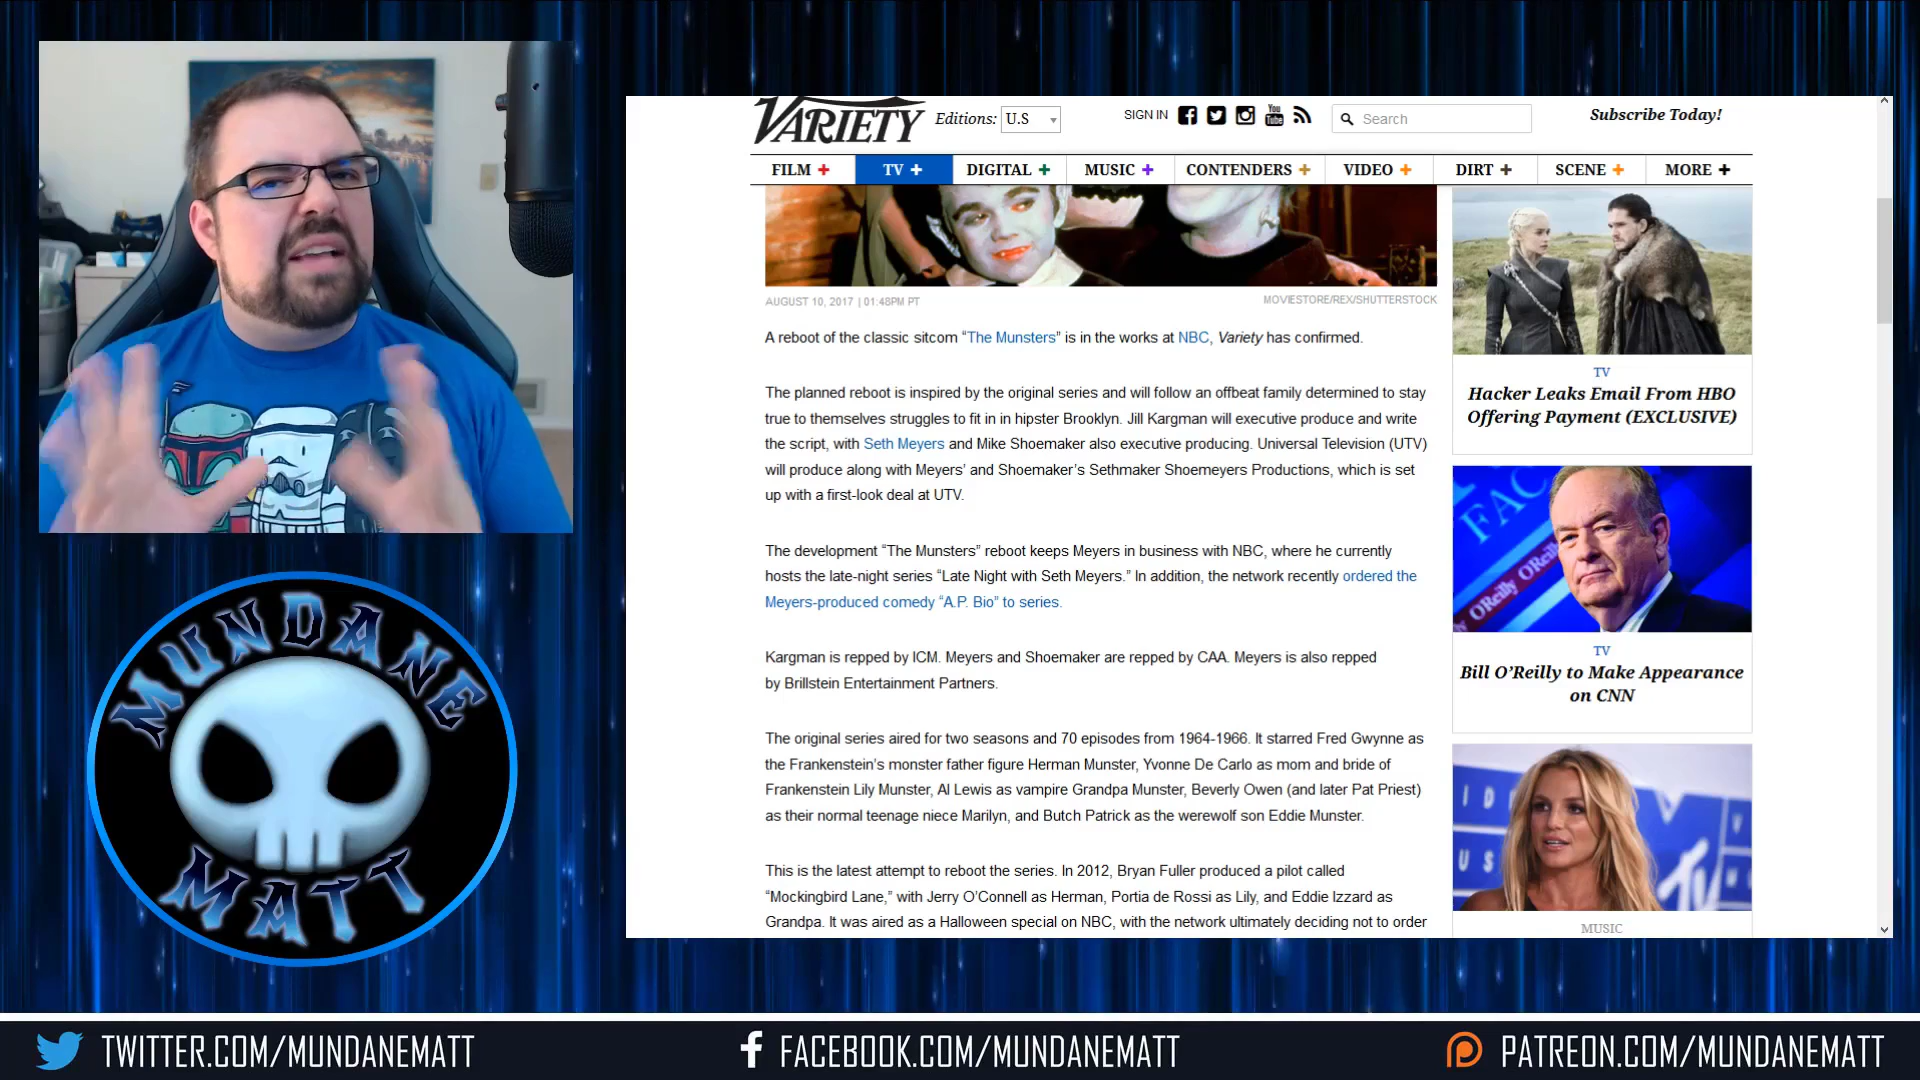 VARIETY
Editions: U.S
SIGN IN
You Tube
Search
Subscribe Today!
FILM +
TV +
DIGITAL +
MUSIC +
CONTENDERS +
VIDEO +
DIRT +
SCENE +
MORE +
AUGUST 10, 2017 | 01:48PM PT
MOVIESTORE/REX/SHUTTERSTOCK
A reboot of the classic sitcom “The Munsters” is in the works at NBC, Variety has confirmed.
The planned reboot is inspired by the original series and will follow an offbeat family determined to stay
true to themselves struggles to fit in in hipster Brooklyn. Jill Kargman will executive produce and write
the script, with Seth Meyers and Mike Shoemaker also executive producing. Universal Television (UTV)
will produce along with Meyers’ and Shoemaker’s Sethmaker Shoemeyers Productions, which is set
up with a first-look deal at UTV.
The development “The Munsters” reboot keeps Meyers in business with NBC, where he currently
hosts the late-night series “Late Night with Seth Meyers.” In addition, the network recently ordered the
Meyers-produced comedy “A.P. Bio” to series.
Kargman is repped by ICM. Meyers and Shoemaker are repped by CAA. Meyers is also repped
by Brillstein Entertainment Partners.
The original series aired for two seasons and 70 episodes from 1964-1966. It starred Fred Gwynne as
the Frankenstein’s monster father figure Herman Munster, Yvonne De Carlo as mom and bride of
Frankenstein Lily Munster, Al Lewis as vampire Grandpa Munster, Beverly Owen (and later Pat Priest)
as their normal teenage niece Marilyn, and Butch Patrick as the werewolf son Eddie Munster.
This is the latest attempt to reboot the series. In 2012, Bryan Fuller produced a pilot called
“Mockingbird Lane,” with Jerry O’Connell as Herman, Portia de Rossi as Lily, and Eddie Izzard as
Grandpa. It was aired as a Halloween special on NBC, with the network ultimately deciding not to order
TV
Hacker Leaks Email From HBO
Offering Payment (EXCLUSIVE)
FAC
OReilly
TV
Bill O’Reilly to Make Appearance
on CNN
MUSIC
MUNDANE
MATT
TWITTER.COM/MUNDANEMATT
FACEBOOK.COM/MUNDANEMATT
PATREON.COM/MUNDANEMATT